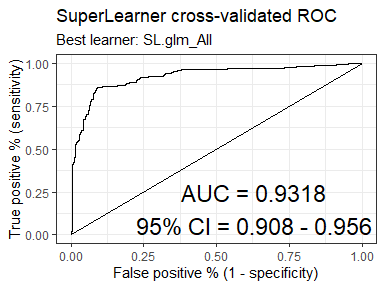 SuperLearner cross-validated ROC
Best learner: SL.glm_All
True positive % (sensitivity)
1.00
0.75
0.50
0.25
0.00
AUC = 0.9318
95% CI = 0.908 - 0.956
0.00 0.25 0.50 0.75 1.00
False positive % (1 - specificity)